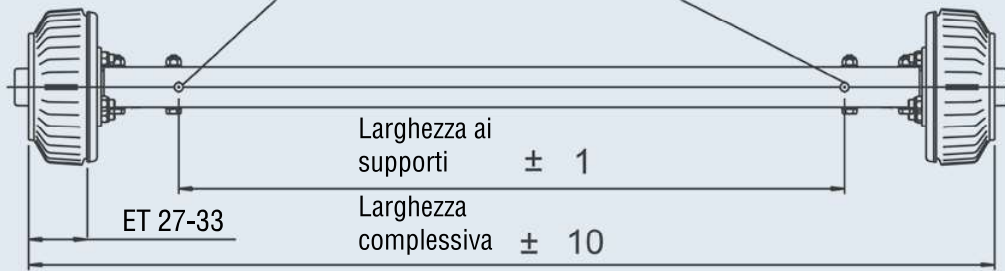 Larghezza ai
supporti ± 1
ET 27-33
Larghezza
complessiva ± 10